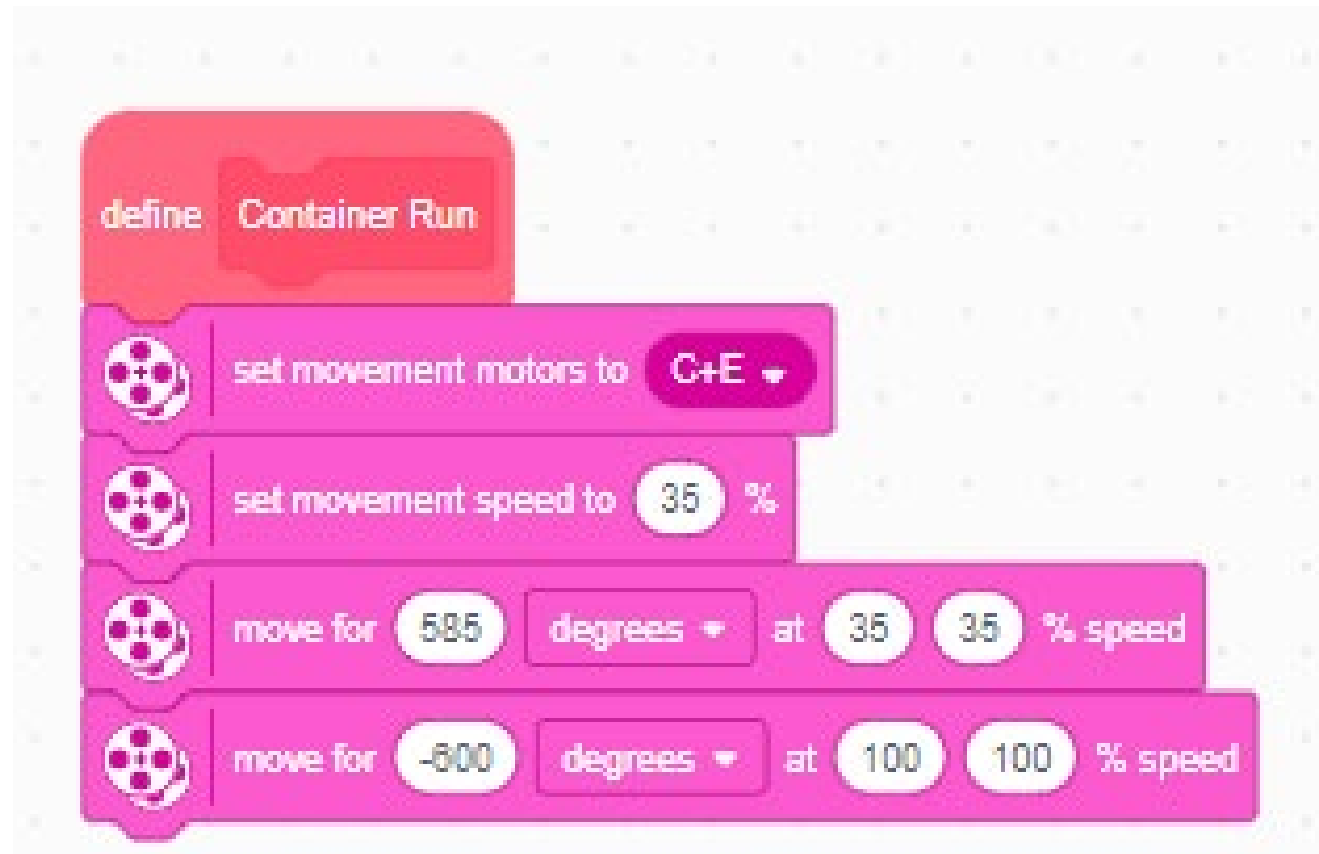 define Container Run
set movement motors to C+E
set movement speed to 35 %
move for 585 degrees at 35 35 % speed
move for -600 degrees at 100 100 % speed